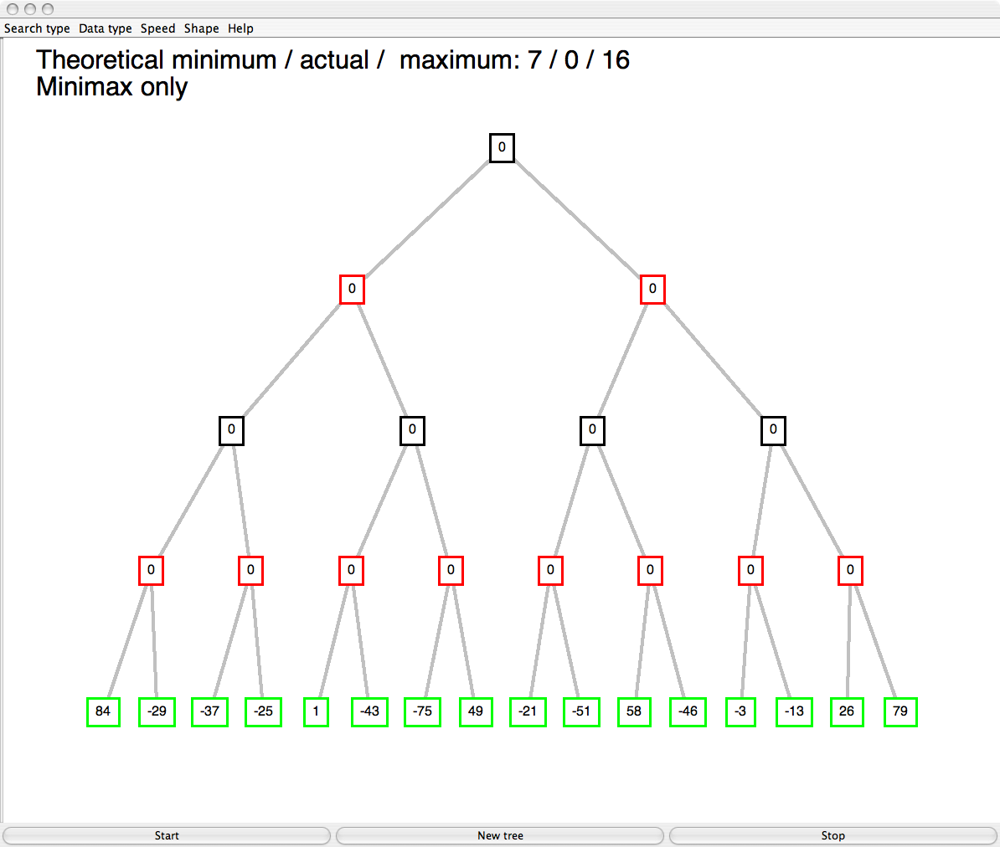 Search type Data type Speed Shape Help
Theoretical minimum / actual /  maximum: 7 / 0 / 16
Minimax only
0
0 0
0 0 0 0
0 0 0 0 0 0 0 0
84 -29 -37 -25 1 -43 -75 49 -21 -51 58 -46 -3 -13 26 79
Start New tree Stop